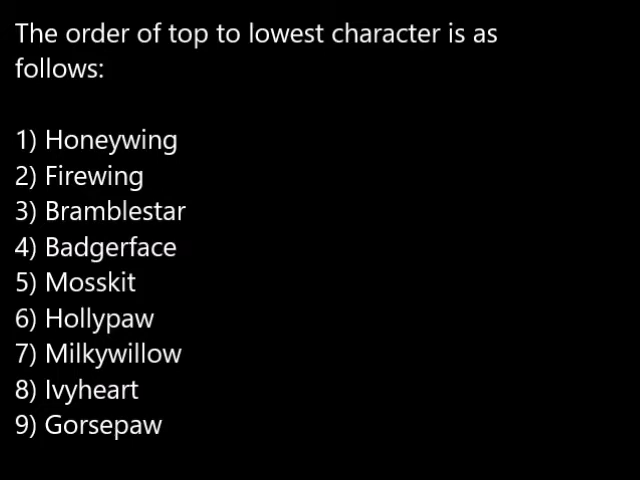 The order of top to lowest character is as
follows:
1) Honeywing
2) Firewing
3) Bramblestar
4) Badgerface
5) Mosskit
6) Hollypaw
7) Milkywillow
8) Ivyheart
9) Gorsepaw